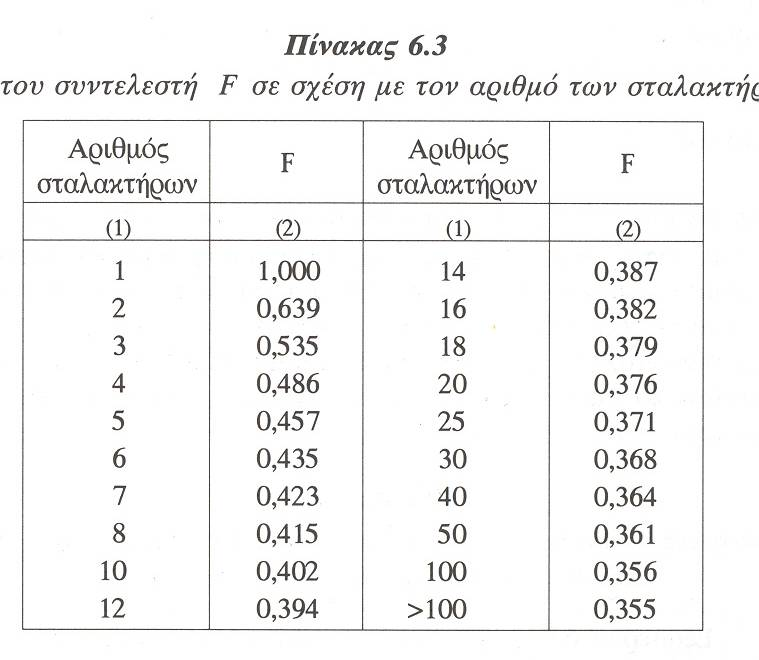 Πίνακας 6.3
του συντελεστή F σε σχέση με τον αριθμό των
Αριθμός σταλακτήρων F Αριθμός σταλακτήρων F
(1) (2) (1) (2)
1 1,000 14 0,387
2 0,639 16 0,382
3 0,535 18 0,379
4 0,486 20 0,376
5 0,457 25 0,371
6 0,435 30 0,368
7 0,423 40 0,364
8 0,415 50 0,361
10 0,402 100 0,356
12 0,394 >100 0,355